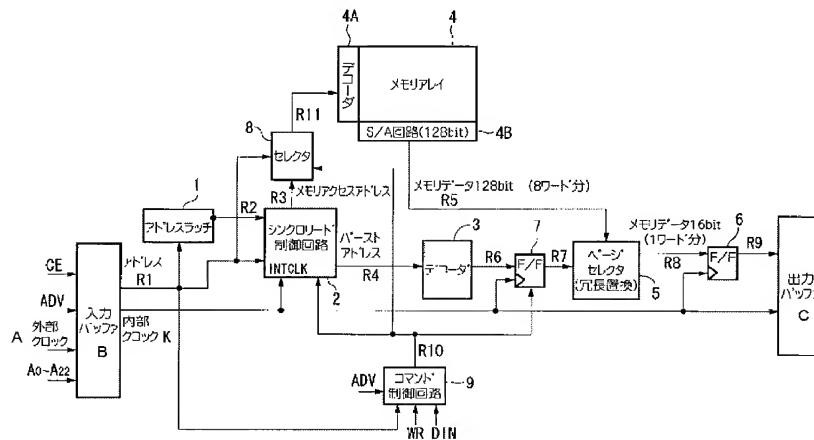 4A
4
デコーダ
メモリアレイ
S/A回路(128bit)
4B
R11
8
セレクタ
メモリデータ128bit (8ワード分)
R5
1
アドレスラッチ
R2
R3
メモリアクセスアドレス
シンクロリード
制御回路
INTCLK
2
バースト
アドレス
R4
3
デコーダ
R6
7
F/F
R7
ページ
セレクタ
(冗長置換)
5
メモリデータ16bit
(1ワード分)
R8
6
F/F
R9
出力
バッファ
C
アドレス
R1
CE
ADV
A
外部
クロック
A0~A22
入力
バッファ
B
内部
クロックK
R10
ADV
コマンド
制御回路
9
WR
DIN